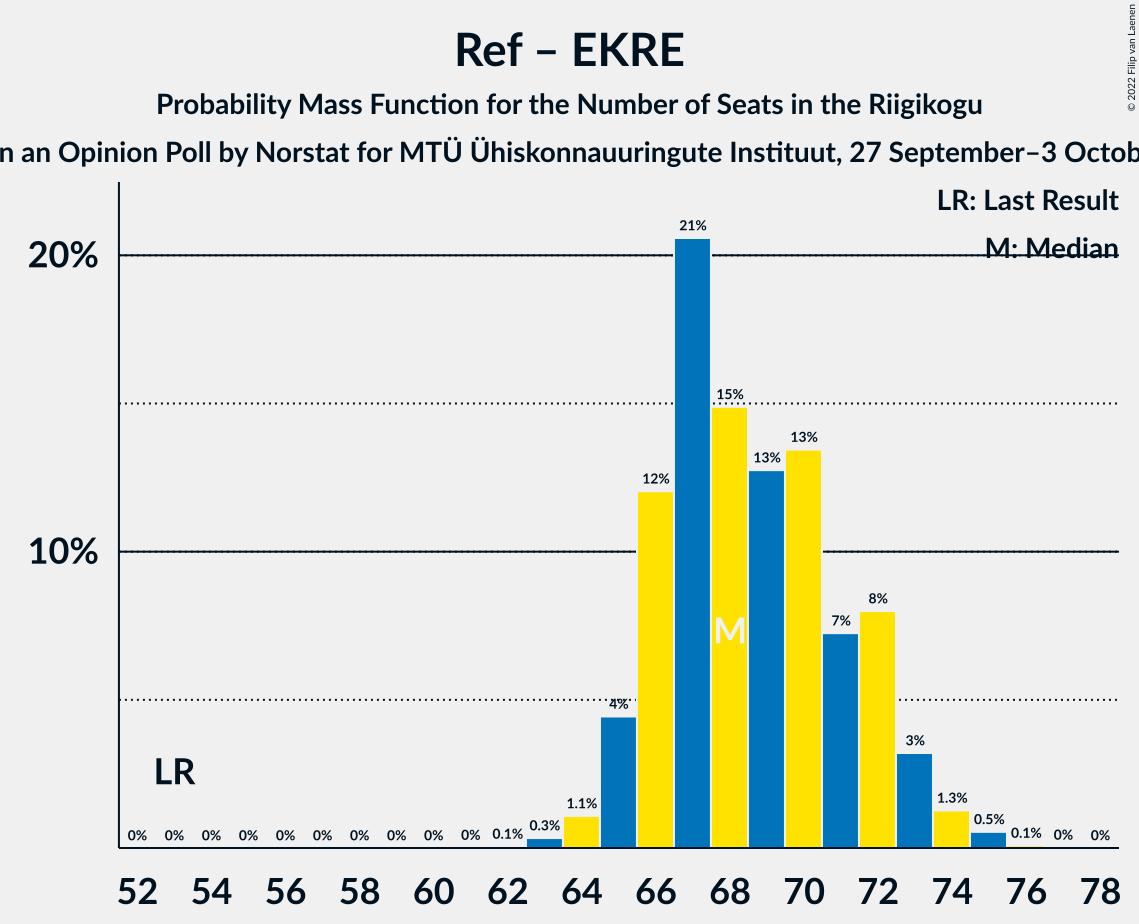 Ref – EKRE
Probability Mass Function for the Number of Seats in the Riigikogu
n an Opinion Poll by Norstat for MTÜ Ühiskonnauuringute Instituut, 27 September–3 Octob
© 2022 Filip van Laenen
LR: Last Result
M: Median
20%
10%
21%
15%
13%
13%
12%
8%
7%
4%
3%
1.1%
1.3%
0.3%
0.5%
0% 0% 0% 0% 0% 0% 0% 0% 0% 0% 0.1%
0.1% 0% 0%
M
LR
52 54 56 58 60 62 64 66 68 70 72 74 76 78